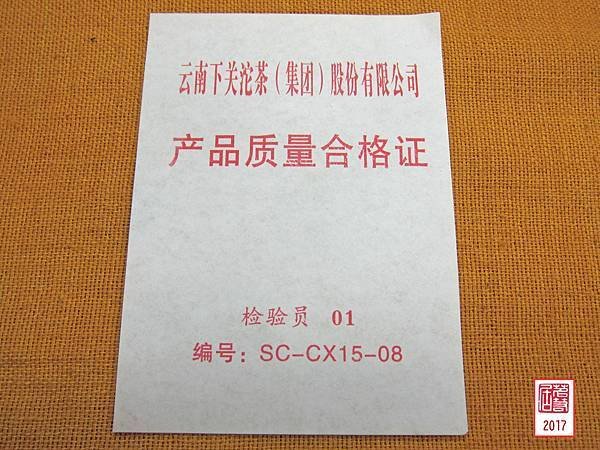 云南下关沱茶（集团）股份有限公司
产品质量合格证
检验员 01
编号：SC-CX15-08
2017